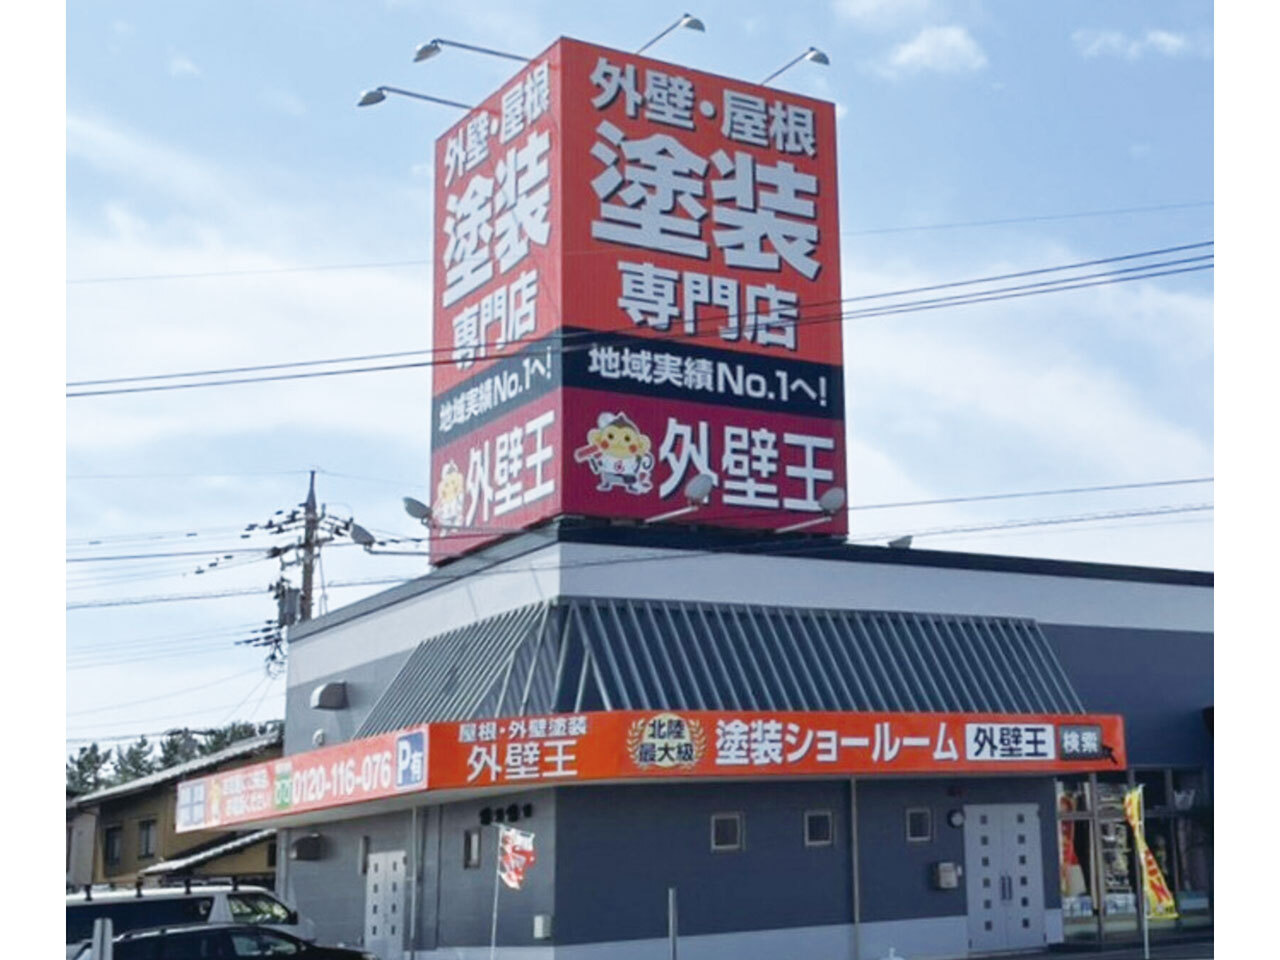 外壁・屋根
塗装
専門店
地域実績No.1へ!
外壁王
外壁・屋根
塗装
専門店
地域実績No.1へ!
外壁王
0120-116-076
P有
屋根・外壁塗装
外壁王
北陸
最大級
塗装ショールーム
外壁王
検索